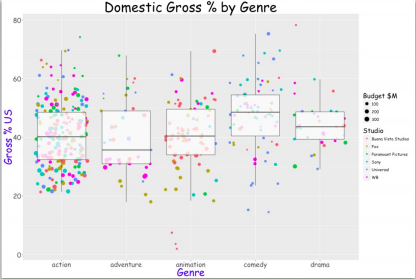 Domestic Gross % by Genre
80
60
40
20
0
Gross % US
action adventure animation comedy drama
Genre
Budget $M
100
200
300
Studio
Buena Vista Studios
Fox
Paramount Pictures
Sony
Universal
WB